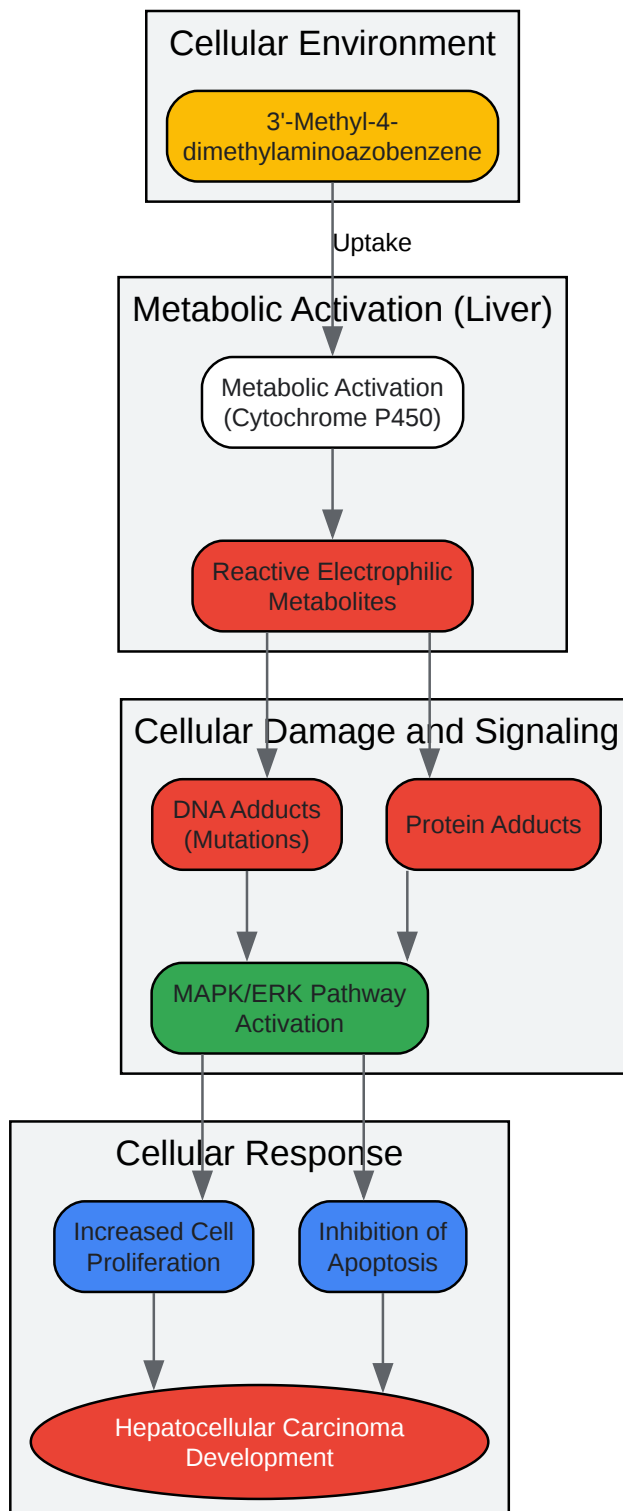 Cellular Environment
3'-Methyl-4-
dimethylaminoazobenzene
Uptake
Metabolic Activation (Liver)
Metabolic Activation
(Cytochrome P450)
Reactive Electrophilic
Metabolites
Cellular Damage and Signaling
DNA Adducts
(Mutations)
Protein Adducts
MAPK/ERK Pathway
Activation
Cellular Response
Increased Cell
Proliferation
Inhibition of
Apoptosis
Hepatocellular Carcinoma
Development